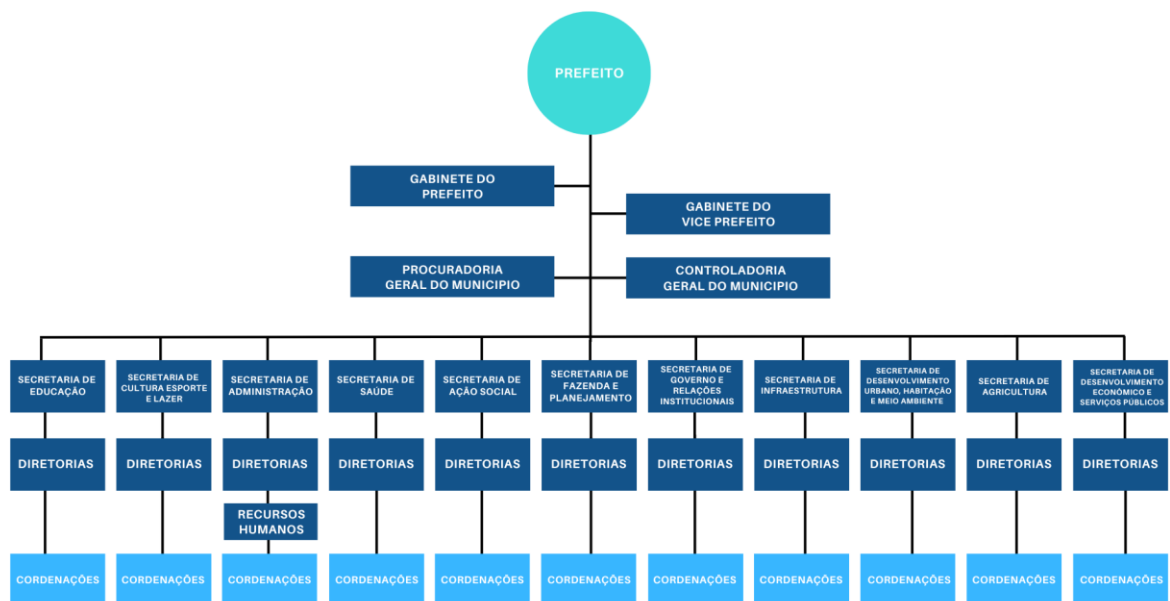 PREFEITO
GABINETE DO
PREFEITO
GABINETE DO
VICE PREFEITO
PROCURADORIA
GERAL DO MUNICIPIO
CONTROLADORIA
GERAL DO MUNICIPIO
SECRETARIA DE
EDUCAÇÃO
SECRETARIA DE
CULTURA ESPORTE
E LAZER
SECRETARIA DE
ADMINISTRAÇÃO
SECRETARIA DE
SAÚDE
SECRETARIA DE
AÇÃO SOCIAL
SECRETARIA DE
FAZENDA E
PLANEJAMENTO
SECRETARIA DE
GOVERNO E
RELAÇÕES
INSTITUCIONAIS
SECRETARIA DE
INFRAESTRUTURA
SECRETARIA DE
DESENVOLVIMENTO
URBANO, HABITAÇÃO
E MEIO AMBIENTE
SECRETARIA DE
AGRICULTURA
SECRETARIA DE
DESENVOLVIMENTO
ECONÔMICO E
SERVIÇOS PÚBLICOS
DIRETORIAS
DIRETORIAS
DIRETORIAS
DIRETORIAS
DIRETORIAS
DIRETORIAS
DIRETORIAS
DIRETORIAS
DIRETORIAS
DIRETORIAS
DIRETORIAS
RECURSOS
HUMANOS
CORDENAÇÕES
CORDENAÇÕES
CORDENAÇÕES
CORDENAÇÕES
CORDENAÇÕES
CORDENAÇÕES
CORDENAÇÕES
CORDENAÇÕES
CORDENAÇÕES
CORDENAÇÕES
CORDENAÇÕES